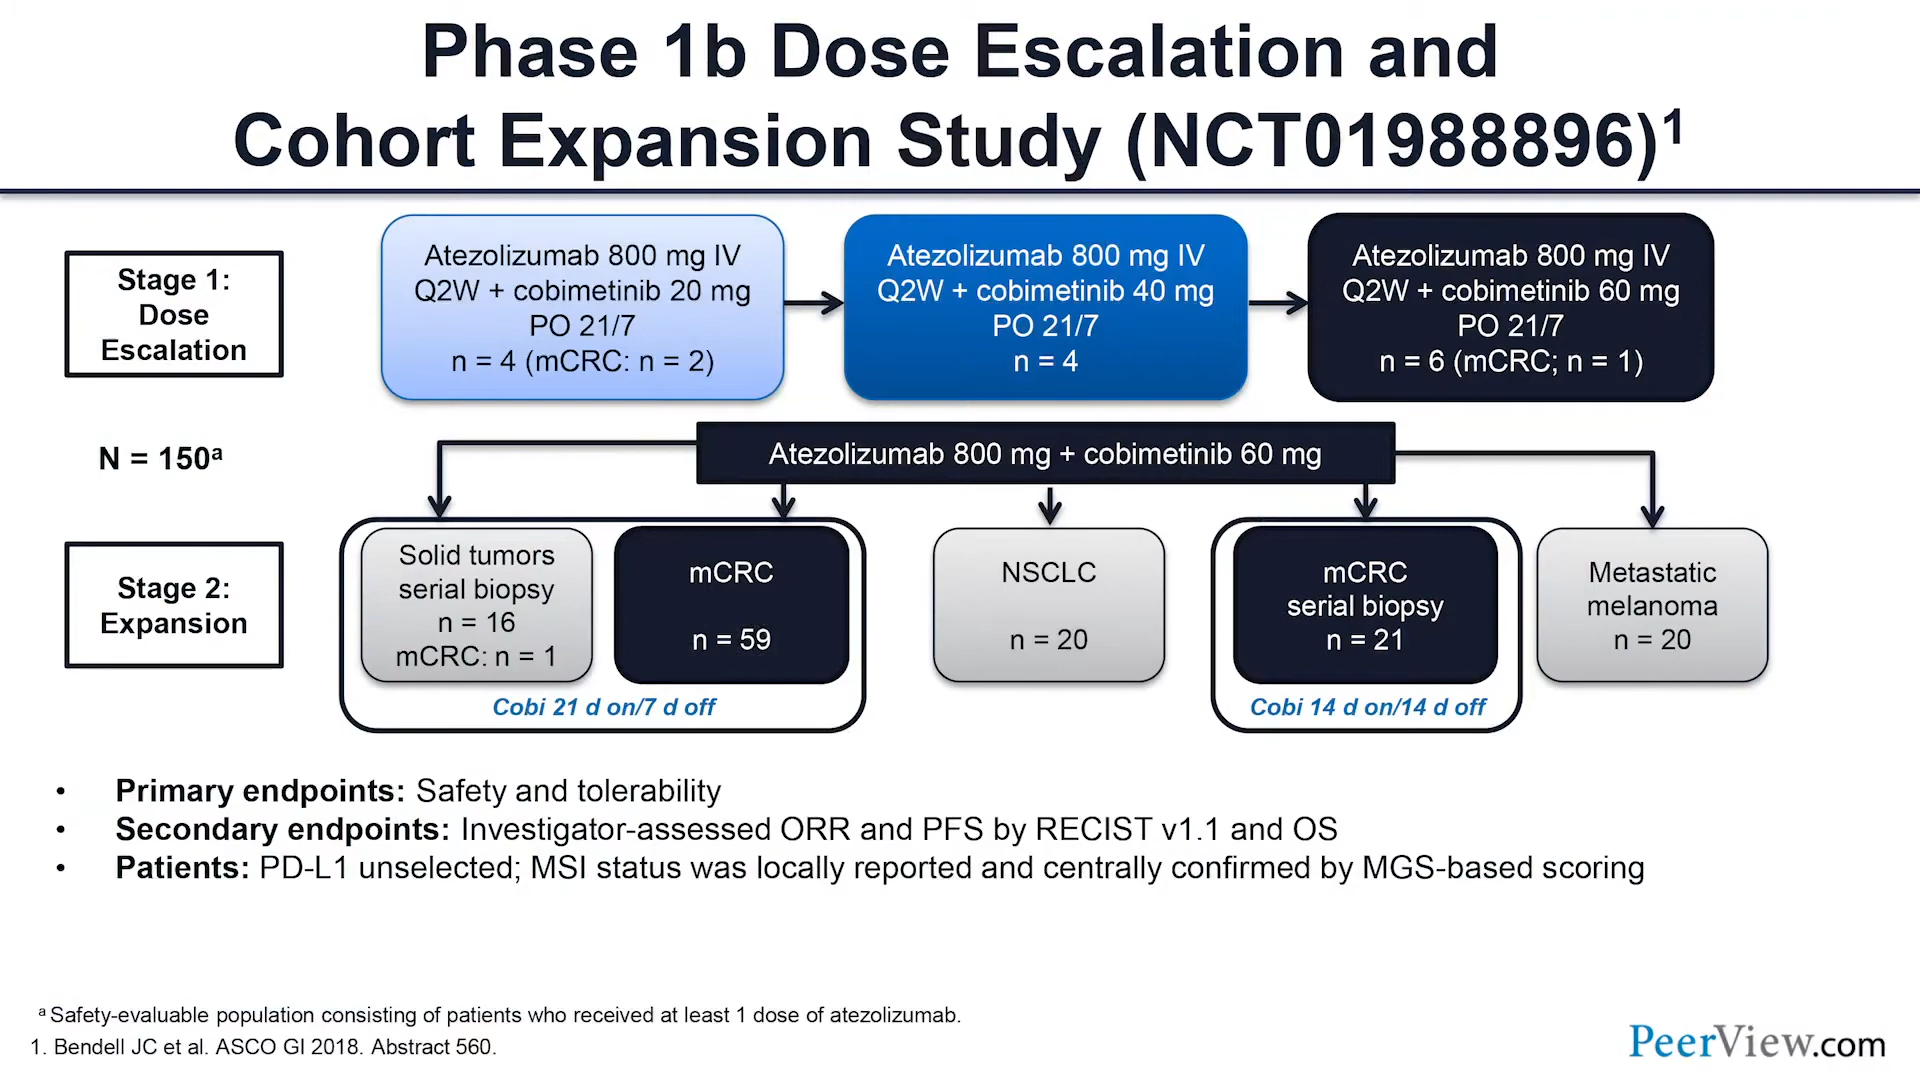 Phase 1b Dose Escalation and
Cohort Expansion Study (NCT01988896)¹
Stage 1:
Dose
Escalation
Atezolizumab 800 mg IV
Q2W + cobimetinib 20 mg
PO 21/7
n = 4 (mCRC: n = 2)
Atezolizumab 800 mg IV
Q2W + cobimetinib 40 mg
PO 21/7
n = 4
Atezolizumab 800 mg IV
Q2W + cobimetinib 60 mg
PO 21/7
n = 6 (mCRC; n = 1)
N = 150ᵃ
Atezolizumab 800 mg + cobimetinib 60 mg
Stage 2:
Expansion
Solid tumors
serial biopsy
n = 16
mCRC: n = 1
mCRC
n = 59
Cobi 21 d on/7 d off
NSCLC
n = 20
mCRC
serial biopsy
n = 21
Cobi 14 d on/14 d off
Metastatic
melanoma
n = 20
• Primary endpoints: Safety and tolerability
• Secondary endpoints: Investigator-assessed ORR and PFS by RECIST v1.1 and OS
• Patients: PD-L1 unselected; MSI status was locally reported and centrally confirmed by MGS-based scoring
ᵃ Safety-evaluable population consisting of patients who received at least 1 dose of atezolizumab.
1. Bendell JC et al. ASCO GI 2018. Abstract 560.
PeerView.com